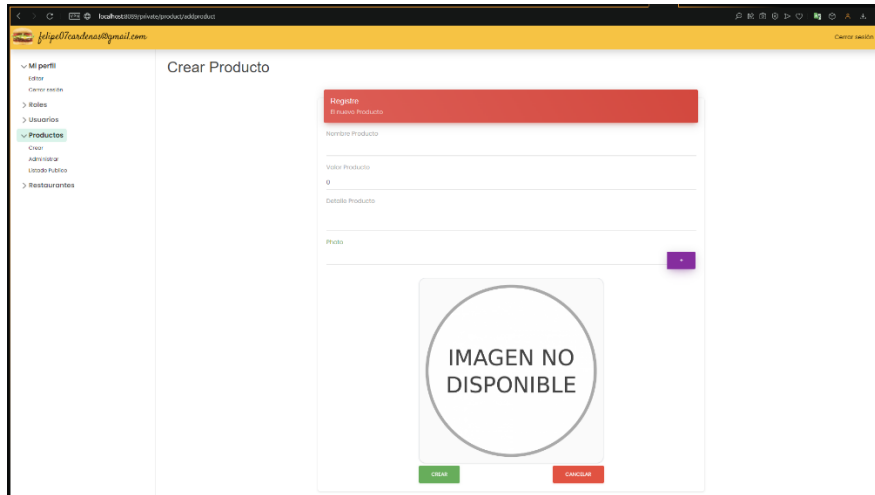 localhost:8089/private/product/addproduct
felipe07cardenas@gmail.com
Cerrar sesión
Mi perfil
Editar
Cerrar sesión
Roles
Usuarios
Productos
Crear
Administrar
Listado Publico
Restaurantes
Crear Producto
Registre
El nuevo Producto
Nombre Producto
Valor Producto
0
Detalle Producto
Photo
+
IMAGEN NO
DISPONIBLE
CREAR
CANCELAR